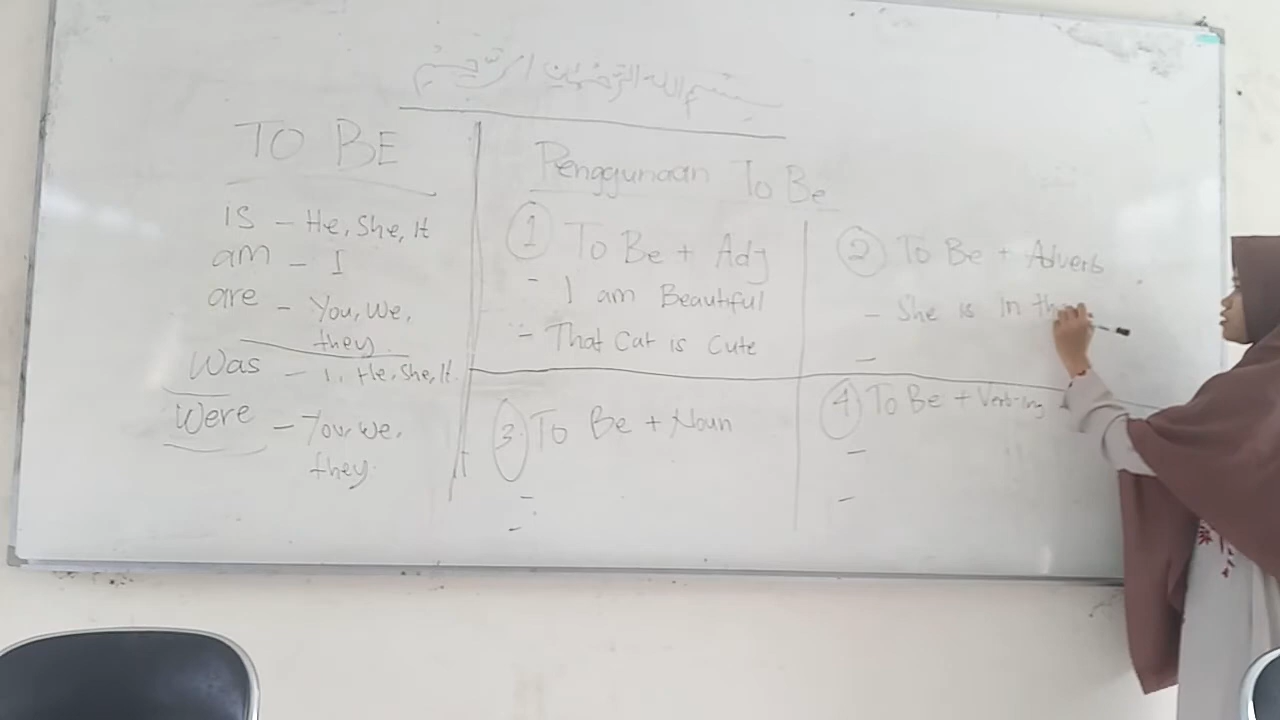 بسم الله الرحمن الرحيم
TO BE
is - He, She, It
am - I
are - You, We,
they
Was - I, He, She, It.
Were - You, We,
they.
Penggunaan To Be
1 To Be + Adj
- I am Beautiful
- That Cat is Cute
2 To Be + Adverb
- She is in
-
3 To Be + Noun
-
-
4 To Be + Verb-ing
-
-